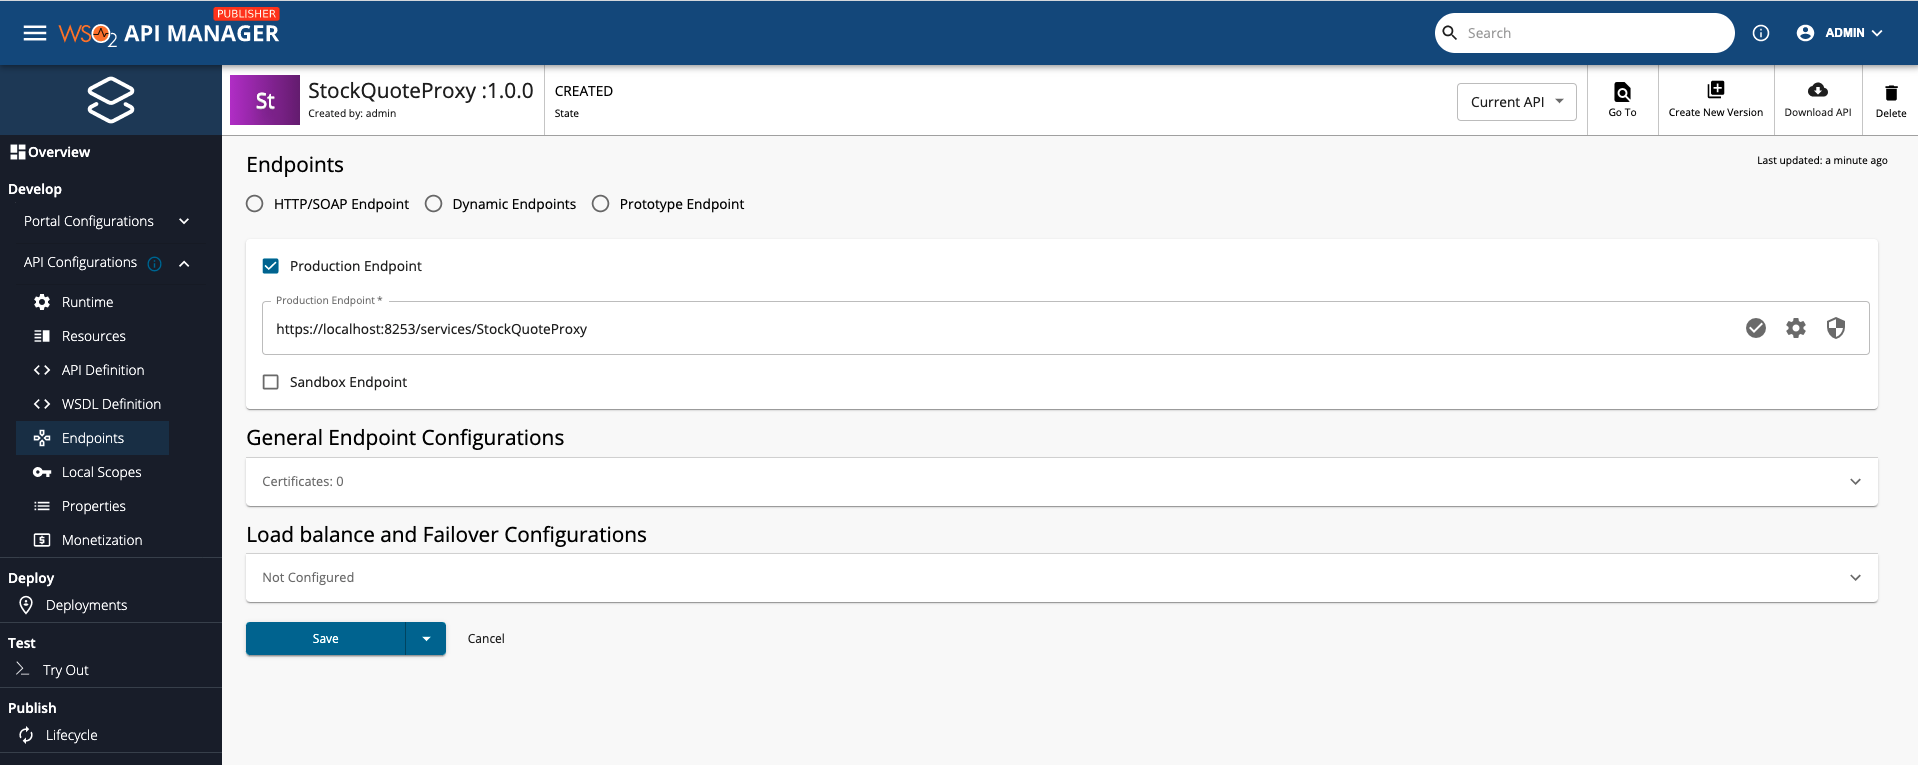 PUBLISHER
WSO2 API MANAGER
Search
ADMIN
St
StockQuoteProxy :1.0.0
Created by: admin
CREATED
State
Current API
Go To
Create New Version
Download API
Delete
Overview
Develop
Portal Configurations
API Configurations
Runtime
Resources
API Definition
WSDL Definition
Endpoints
Local Scopes
Properties
Monetization
Deploy
Deployments
Test
Try Out
Publish
Lifecycle
Endpoints
Last updated: a minute ago
HTTP/SOAP Endpoint Dynamic Endpoints Prototype Endpoint
Production Endpoint
Production Endpoint *
https://localhost:8253/services/StockQuoteProxy
Sandbox Endpoint
General Endpoint Configurations
Certificates: 0
Load balance and Failover Configurations
Not Configured
Save
Cancel